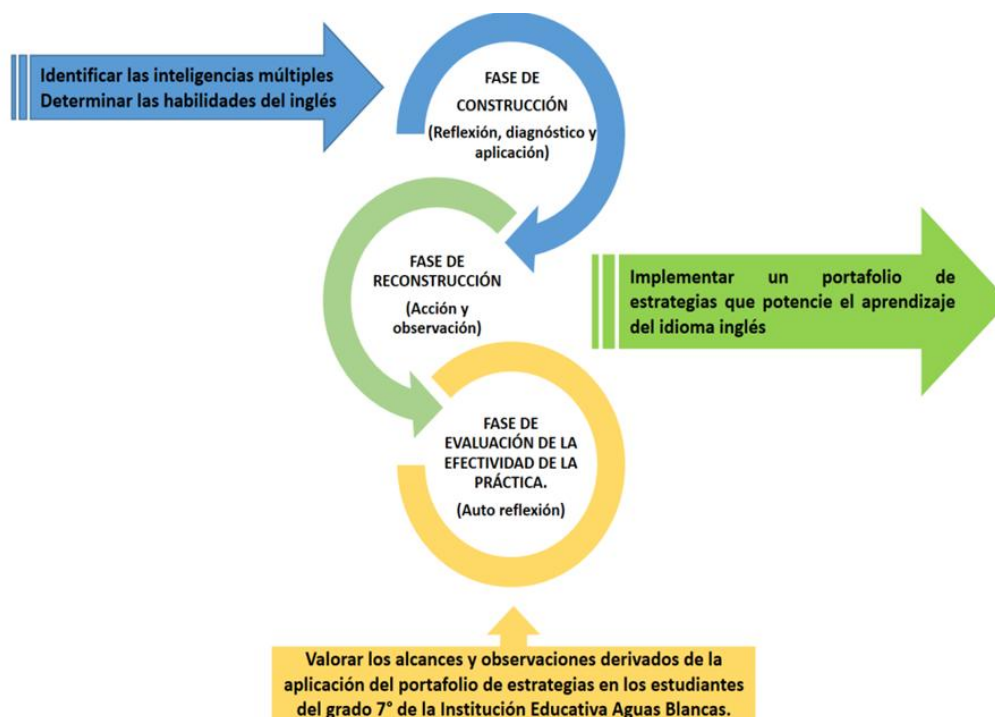 Identificar las inteligencias múltiples
Determinar las habilidades del inglés
FASE DE
CONSTRUCCIÓN
(Reflexión, diagnóstico y
aplicación)
FASE DE
RECONSTRUCCIÓN
(Acción y
observación)
Implementar un portafolio de
estrategias que potencie el aprendizaje
del idioma inglés
FASE DE
EVALUACIÓN DE LA
EFECTIVIDAD DE LA
PRÁCTICA.
(Auto reflexión)
Valorar los alcances y observaciones derivados de la
aplicación del portafolio de estrategias en los estudiantes
del grado 7° de la Institución Educativa Aguas Blancas.